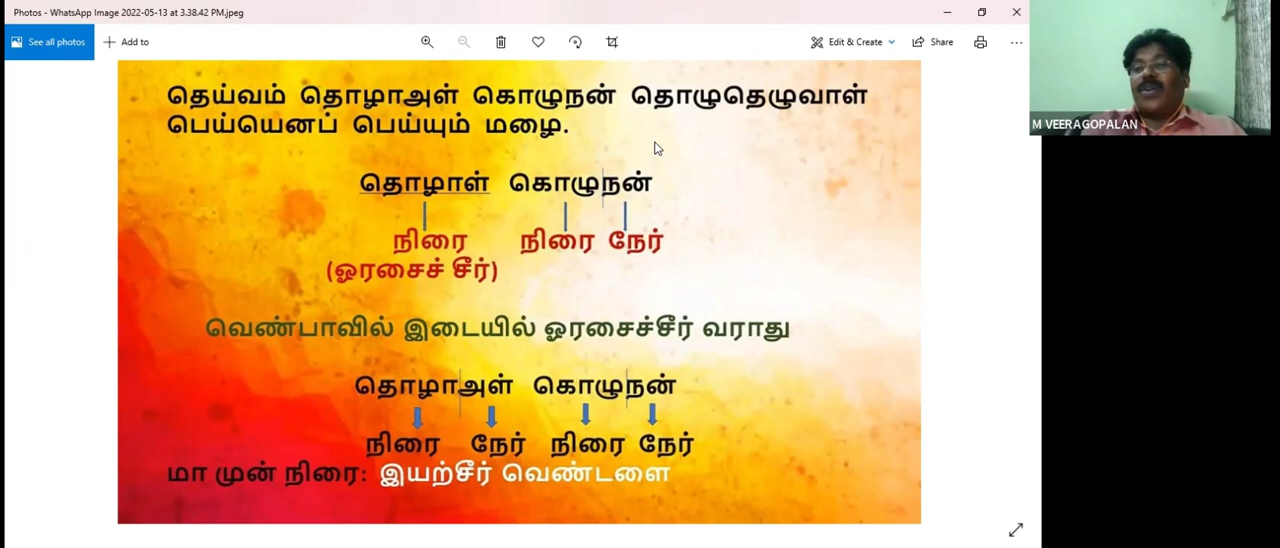 Photos - WhatsApp Image 2022-05-13 at 3.38.42 PM.jpeg
See all photos
Add to
Edit & Create
Share
M VEERAGOPALAN
தெய்வம் தொழாஅள் கொழுநன் தொழுதெழுவாள்
பெய்யெனப் பெய்யும் மழை.
தொழாள் கொழுநன்
நிரை நிரை நேர்
(ஓரசைச் சீர்)
வெண்பாவில் இடையில் ஓரசைச்சீர் வராது
தொழாஅள் கொழுநன்
நிரை நேர் நிரை நேர்
மா முன் நிரை: இயற்சீர் வெண்டளை